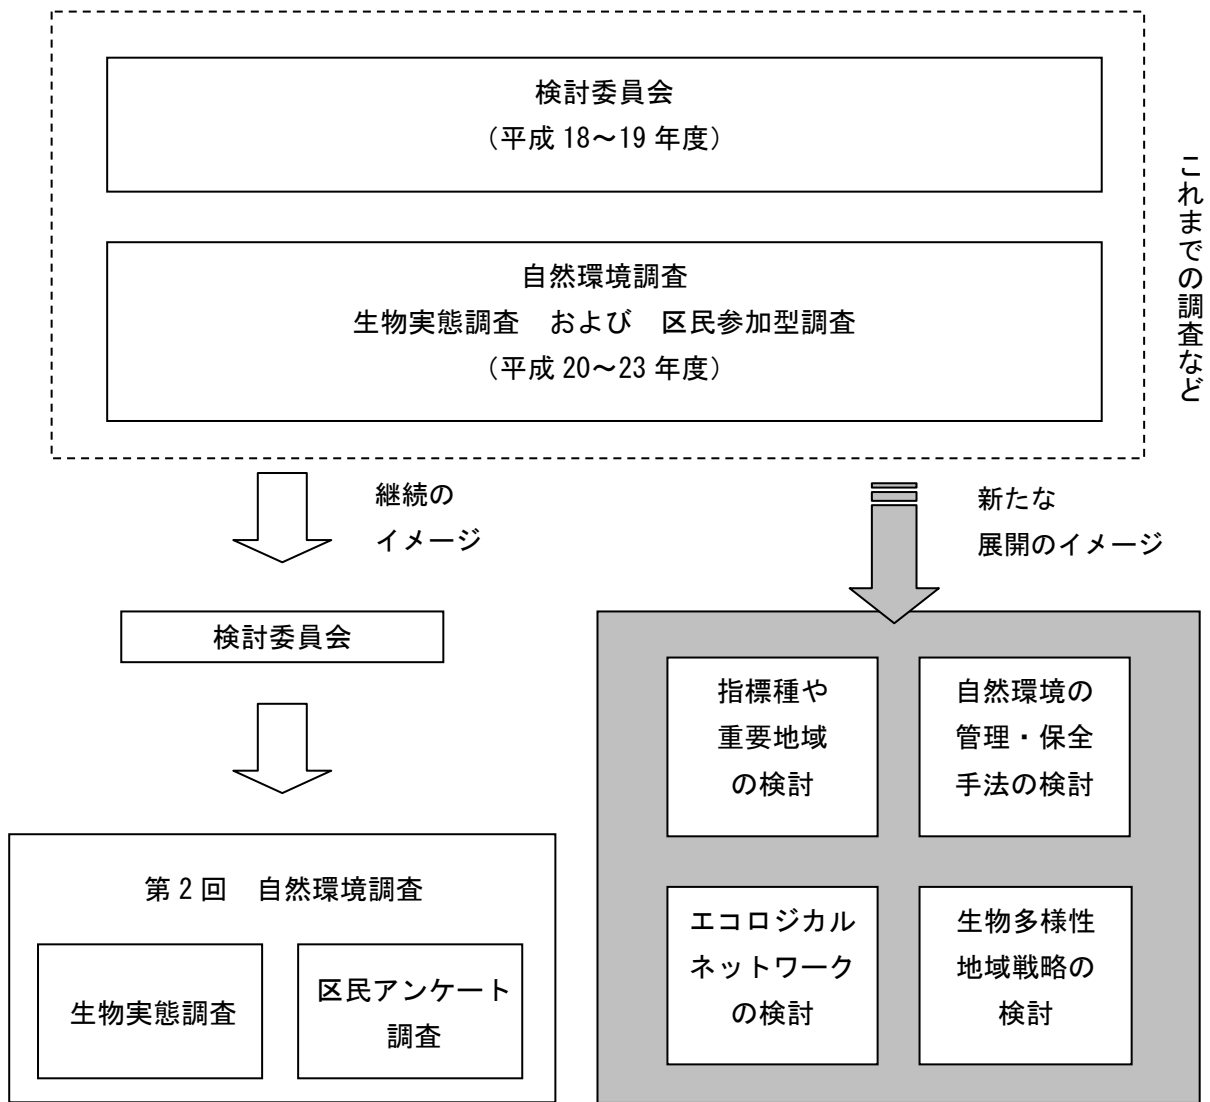 検討委員会
（平成 18～19 年度）
自然環境調査
生物実態調査　および　区民参加型調査
（平成 20～23 年度）
これまでの調査など
継続の
イメージ
新たな
展開のイメージ
検討委員会
第 2 回　自然環境調査
生物実態調査
区民アンケート
調査
指標種や
重要地域
の検討
自然環境の
管理・保全
手法の検討
エコロジカル
ネットワーク
の検討
生物多様性
地域戦略の
検討